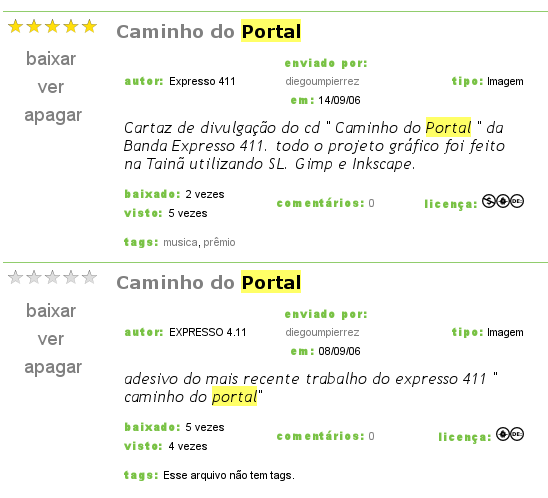 Caminho do Portal
baixar
ver
apagar
autor: Expresso 411
enviado por:
diegoumpierrez
em: 14/09/06
tipo: Imagem
Cartaz de divulgação do cd " Caminho do Portal " da
Banda Expresso 411. todo o projeto gráfico foi feito
na Tainã utilizando SL. Gimp e Inkscape.
baixado: 2 vezes
visto: 5 vezes
comentários: 0
licença:
tags: musica, prêmio
Caminho do Portal
baixar
ver
apagar
autor: EXPRESSO 4.11
enviado por:
diegoumpierrez
em: 08/09/06
tipo: Imagem
adesivo do mais recente trabalho do expresso 411 "
caminho do portal"
baixado: 5 vezes
visto: 4 vezes
comentários: 0
licença:
tags: Esse arquivo não tem tags.